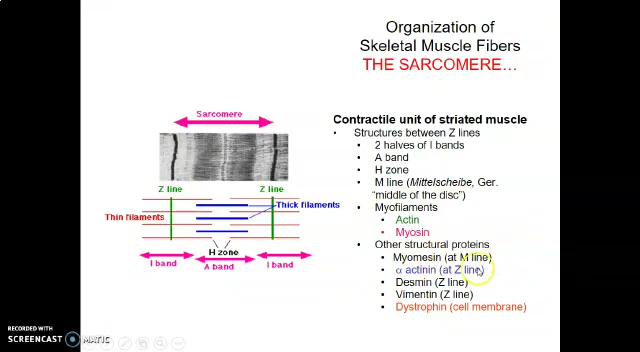 Organization of
Skeletal Muscle Fibers
THE SARCOMERE…
Sarcomere
Z line
Z line
Thick filaments
Thin filaments
H zone
I band
A band
I band
Contractile unit of striated muscle
• Structures between Z lines
• 2 halves of I bands
• A band
• H zone
• M line (Mittelscheibe, Ger.
"middle of the disc")
• Myofilaments
• Actin
• Myosin
• Other structural proteins
• Myomesin (at M line)
• α actinin (at Z line)
• Desmin (Z line)
• Vimentin (Z line)
• Dystrophin (cell membrane)
RECORDED WITH
SCREENCAST MATIC